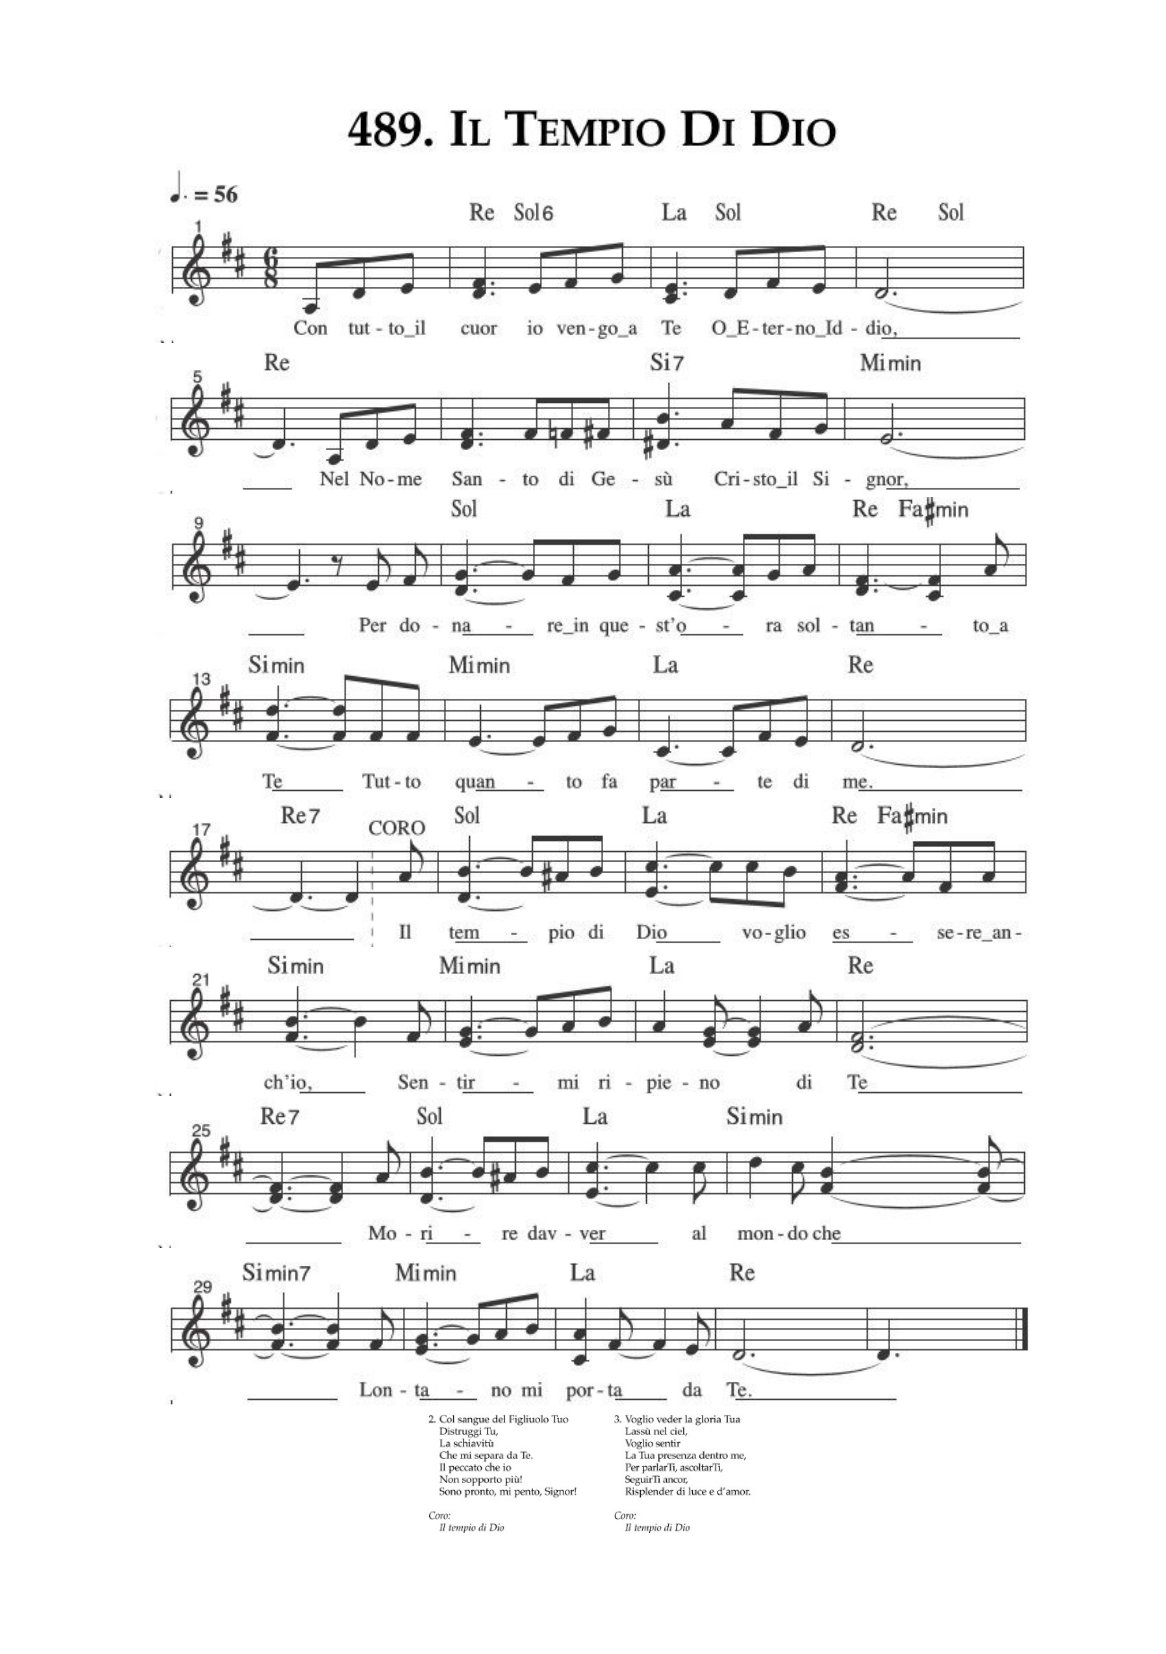 489. Il Tempio Di Dio
= 56
Re Sol6 La Sol Re Sol
1
6
8
Con tut - to_il cuor io ven - go_a Te O_E - ter - no_Id - dio,
Re Si7 Mimin
5
Nel No - me San - to di Ge - sù Cri - sto_il Si - gnor,
Sol La Re Fa#min
9
Per do - na - re_in que - st'o - ra sol - tan - to_a
Simin Mimin La Re
13
Te Tut - to quan - to fa par - te di me.
Re7 CORO Sol La Re Fa#min
17
Il tem - pio di Dio vo - glio es - se - re_an -
Simin Mimin La Re
21
ch'io, Sen - tir - mi ri - pie - no di Te
Re7 Sol La Simin
25
Mo - ri - re dav - ver al mon - do che
Simin7 Mimin La Re
29
Lon - ta - no mi por - ta da Te.
2. Col sangue del Figliuolo Tuo
Distruggi Tu,
La schiavitù
Che mi separa da Te.
Il peccato che io
Non sopporto più!
Sono pronto, mi pento, Signor!
Coro:
Il tempio di Dio
3. Voglio veder la gloria Tua
Lassù nel ciel,
Voglio sentir
La Tua presenza dentro me,
Per parlarTi, ascoltarTi,
SeguirTi ancor,
Risplender di luce e d'amor.
Coro:
Il tempio di Dio